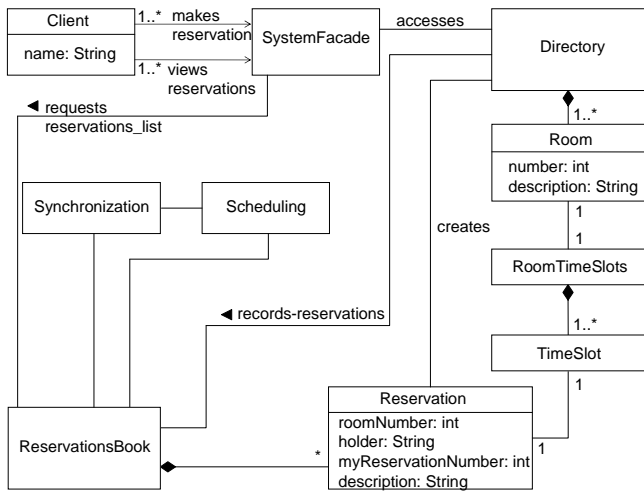 Client
name: String
1..* makes
reservation
1..* views
reservations
SystemFacade
accesses
Directory
requests
reservations_list
1..*
Room
number: int
description: String
Synchronization
Scheduling
creates
1
1
RoomTimeSlots
records-reservations
1..*
TimeSlot
1
ReservationsBook
*
Reservation
roomNumber: int
holder: String
myReservationNumber: int
description: String
1